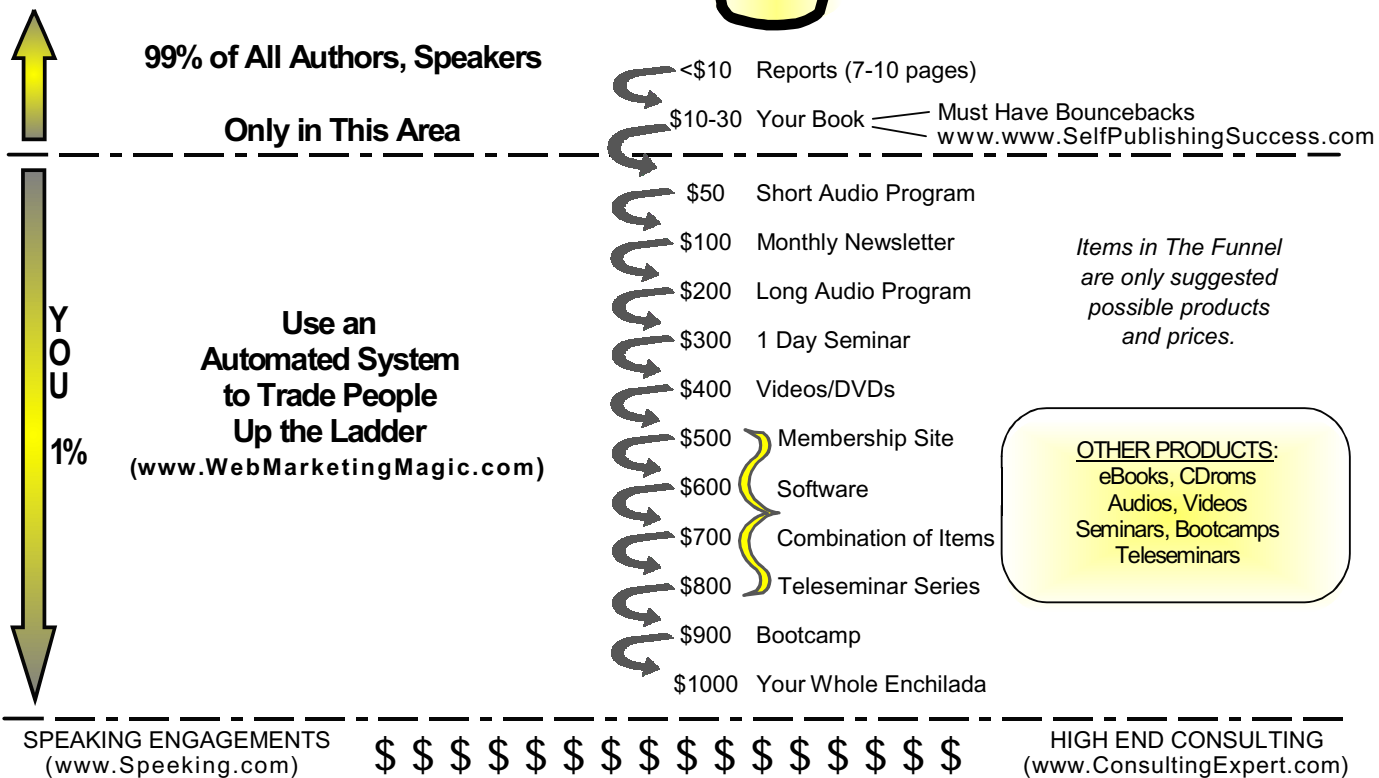 99% of All Authors, Speakers
Only in This Area
<$10 Reports (7-10 pages)
$10-30 Your Book
Must Have Bouncebacks
www.www.SelfPublishingSuccess.com
YOU 1%
Use an
Automated System
to Trade People
Up the Ladder
(www.WebMarketingMagic.com)
$50 Short Audio Program
$100 Monthly Newsletter
$200 Long Audio Program
$300 1 Day Seminar
$400 Videos/DVDs
$500 Membership Site
$600 Software
$700 Combination of Items
$800 Teleseminar Series
$900 Bootcamp
$1000 Your Whole Enchilada
Items in The Funnel
are only suggested
possible products
and prices.
OTHER PRODUCTS:
eBooks, CDroms
Audios, Videos
Seminars, Bootcamps
Teleseminars
SPEAKING ENGAGEMENTS
(www.Speeking.com)
$ $ $ $ $ $ $ $ $ $ $ $ $ $ $ $
HIGH END CONSULTING
(www.ConsultingExpert.com)